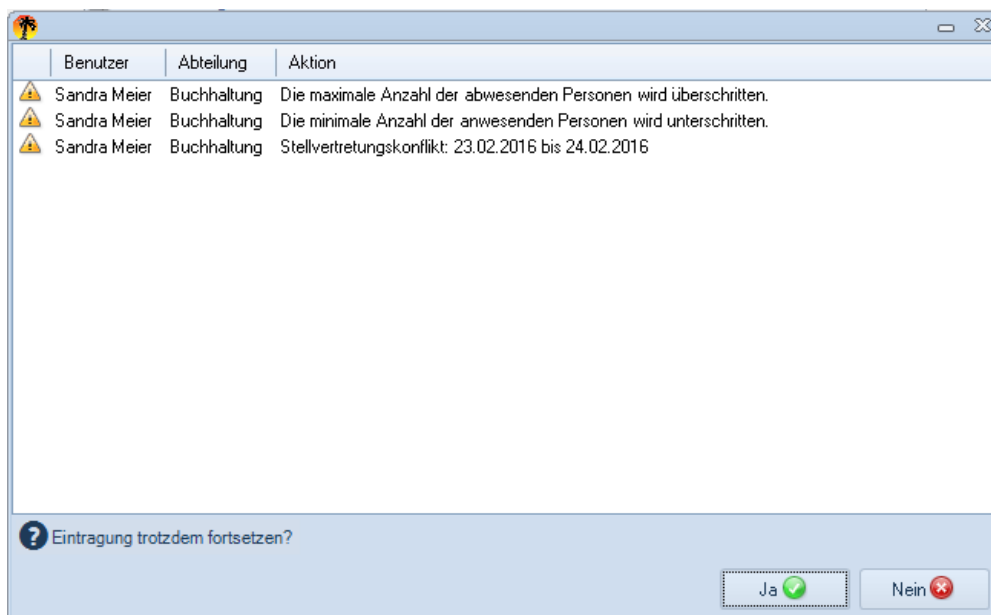 Benutzer Abteilung Aktion
Sandra Meier Buchhaltung Die maximale Anzahl der abwesenden Personen wird überschritten.
Sandra Meier Buchhaltung Die minimale Anzahl der anwesenden Personen wird unterschritten.
Sandra Meier Buchhaltung Stellvertretungskonflikt: 23.02.2016 bis 24.02.2016
Eintragung trotzdem fortsetzen?
Ja Nein